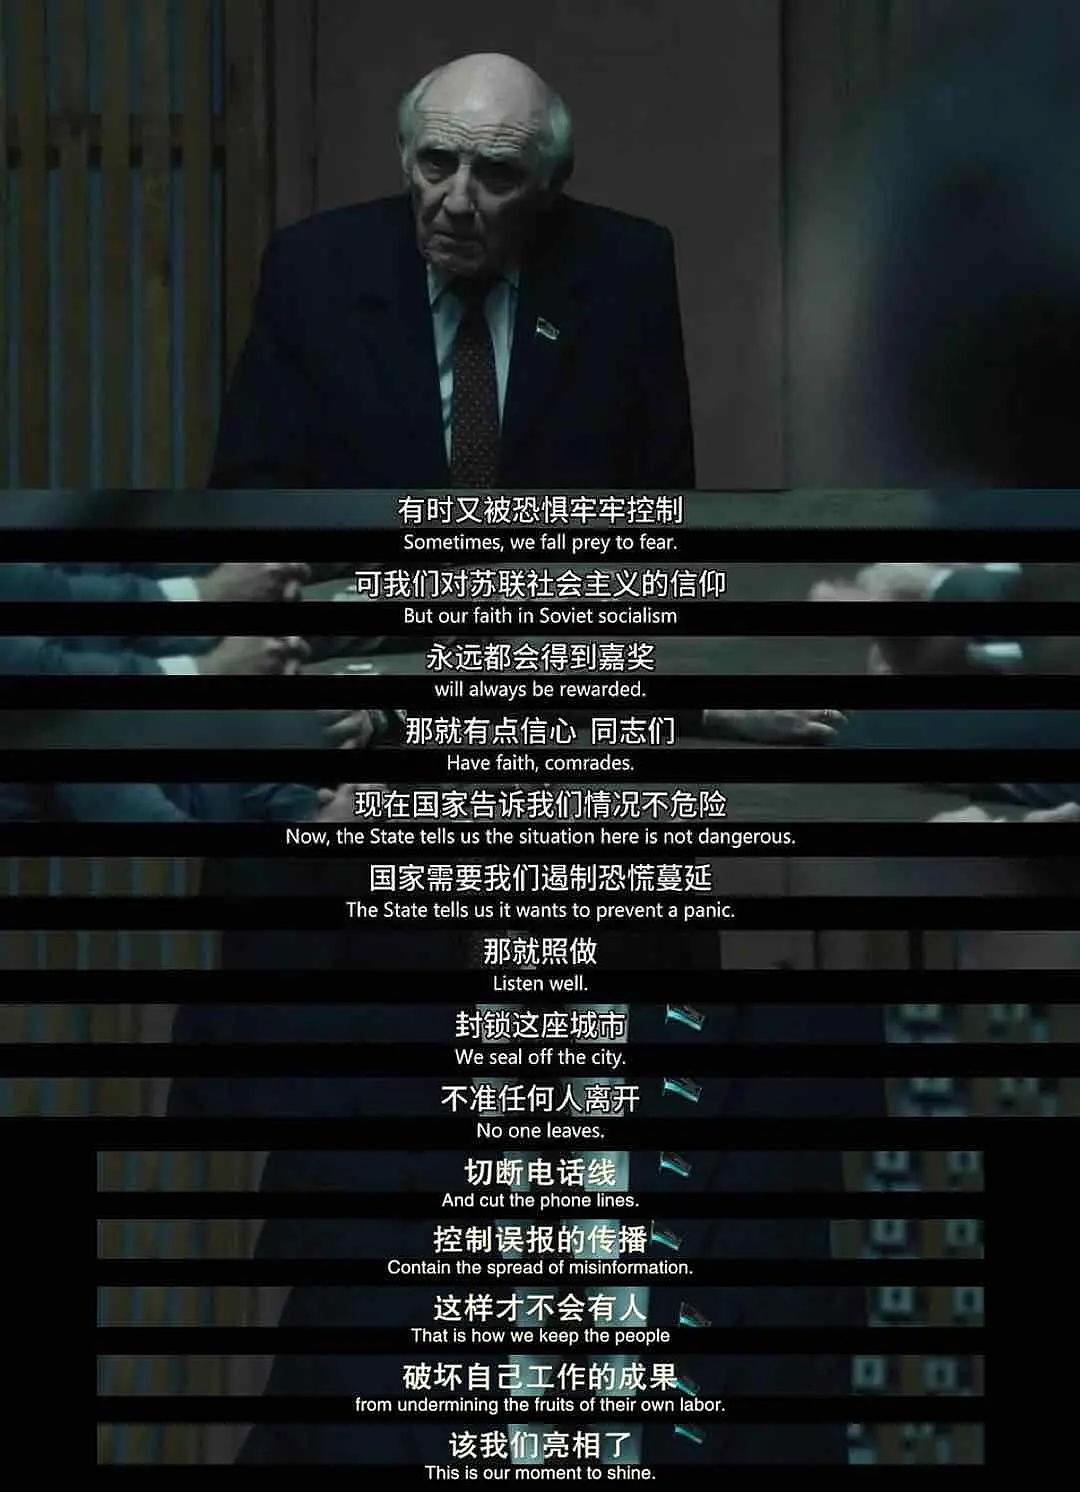 有时又被恐惧牢牢控制
Sometimes, we fall prey to fear.
可我们对苏联社会主义的信仰
But our faith in Soviet socialism
永远都会得到嘉奖
will always be rewarded.
那就有点信心 同志们
Have faith, comrades.
现在国家告诉我们情况不危险
Now, the State tells us the situation here is not dangerous.
国家需要我们遏制恐慌蔓延
The State tells us it wants to prevent a panic.
那就照做
Listen well.
封锁这座城市
We seal off the city.
不准任何人离开
No one leaves.
切断电话线
And cut the phone lines.
控制误报的传播
Contain the spread of misinformation.
这样才不会有人
That is how we keep the people
破坏自己工作的成果
from undermining the fruits of their own labor.
该我们亮相了
This is our moment to shine.